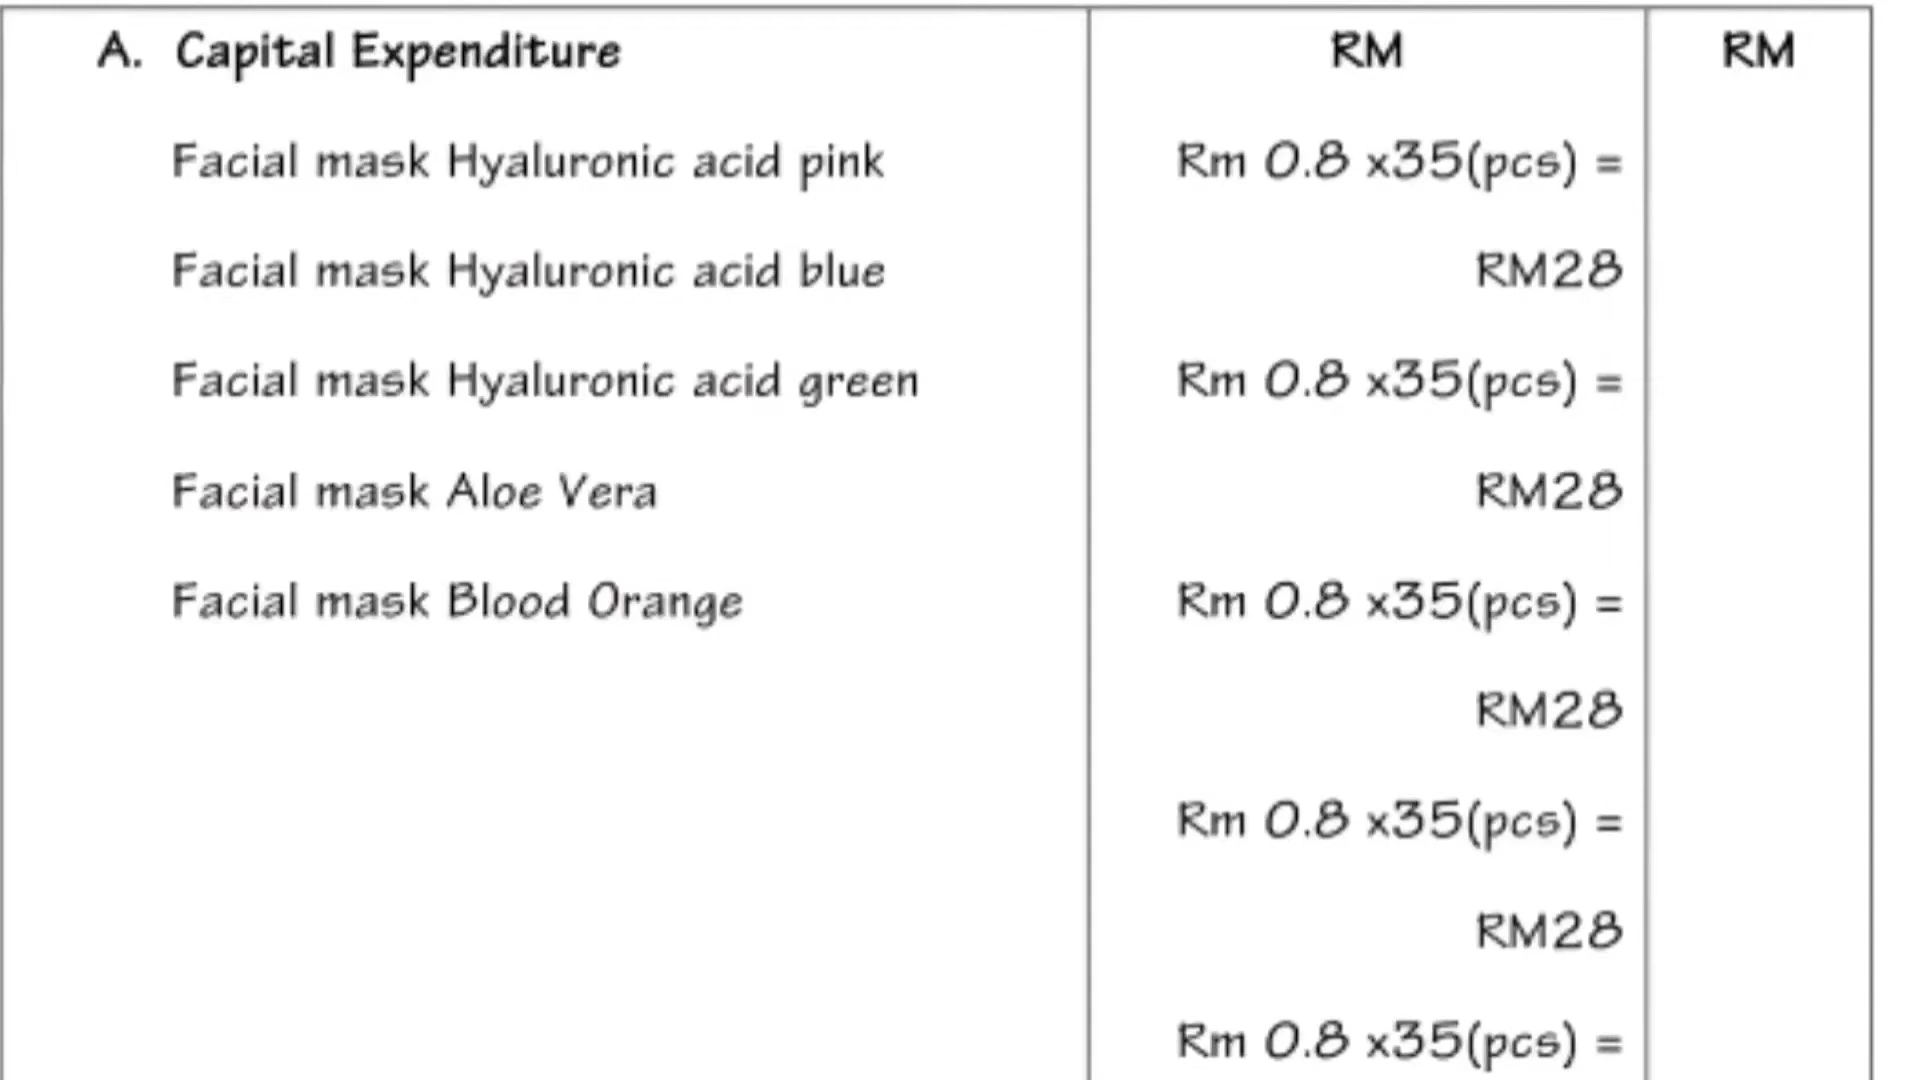 A. Capital Expenditure RM RM
Facial mask Hyaluronic acid pink Rm 0.8 x35(pcs) =
Facial mask Hyaluronic acid blue RM28
Facial mask Hyaluronic acid green Rm 0.8 x35(pcs) =
Facial mask Aloe Vera RM28
Facial mask Blood Orange Rm 0.8 x35(pcs) =
RM28
Rm 0.8 x35(pcs) =
RM28
Rm 0.8 x35(pcs) =